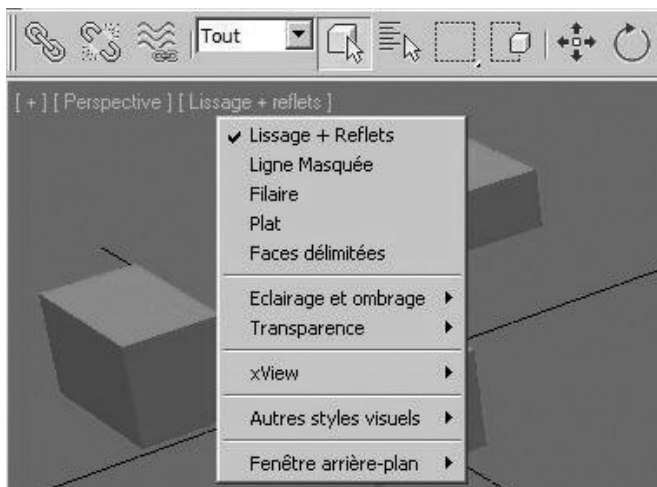 Tout
[ + ] [ Perspective ] [ Lissage + reflets ]
Lissage + Reflets
Ligne Masquée
Filaire
Plat
Faces délimitées
Eclairage et ombrage
Transparence
xView
Autres styles visuels
Fenêtre arrière-plan